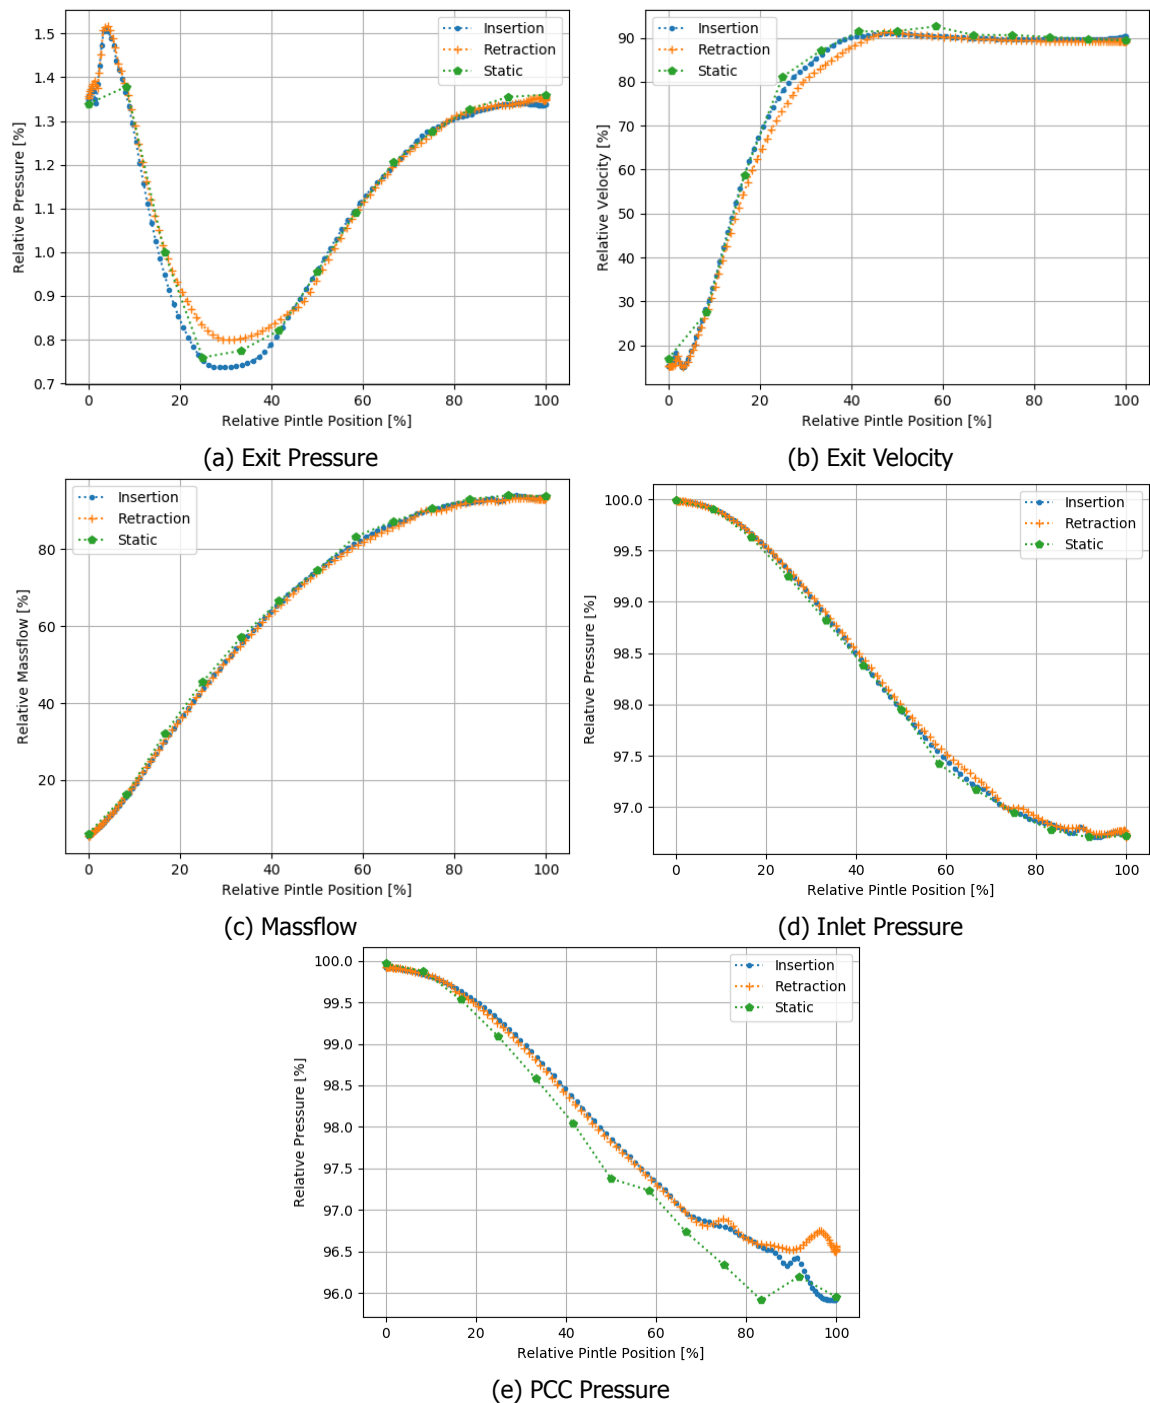 Relative Pressure [%]
1.5
1.4
1.3
1.2
1.1
1.0
0.9
0.8
0.7
Insertion
Retraction
Static
0 20 40 60 80 100
Relative Pintle Position [%]
(a) Exit Pressure
Relative Velocity [%]
90
80
70
60
50
40
30
20
Insertion
Retraction
Static
0 20 40 60 80 100
Relative Pintle Position [%]
(b) Exit Velocity
Relative Massflow [%]
80
60
40
20
Insertion
Retraction
Static
0 20 40 60 80 100
Relative Pintle Position [%]
(c) Massflow
Relative Pressure [%]
100.0
99.5
99.0
98.5
98.0
97.5
97.0
Insertion
Retraction
Static
0 20 40 60 80 100
Relative Pintle Position [%]
(d) Inlet Pressure
Relative Pressure [%]
100.0
99.5
99.0
98.5
98.0
97.5
97.0
96.5
96.0
Insertion
Retraction
Static
0 20 40 60 80 100
Relative Pintle Position [%]
(e) PCC Pressure